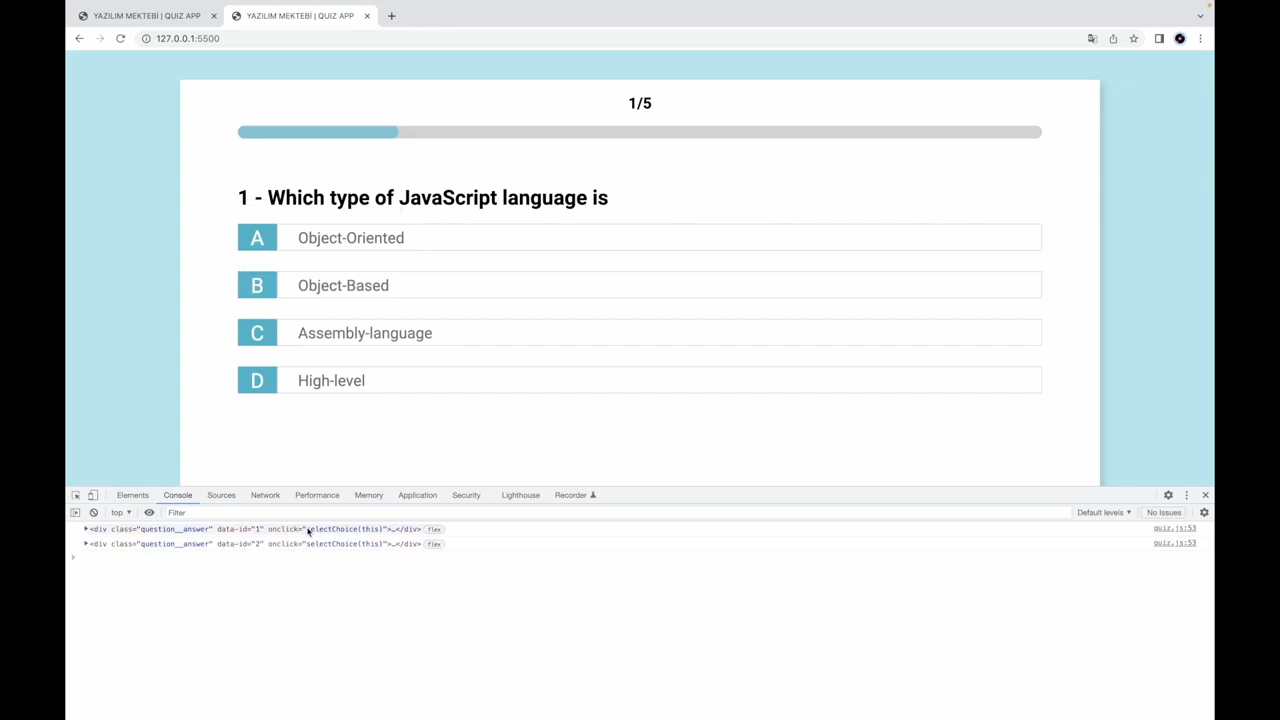 YAZILIM MEKTEBİ | QUIZ APP
YAZILIM MEKTEBİ | QUIZ APP
127.0.0.1:5500
1/5
1 - Which type of JavaScript language is
A Object-Oriented
B Object-Based
C Assembly-language
D High-level
Elements Console Sources Network Performance Memory Application Security Lighthouse Recorder
top Filter Default levels No Issues
<div class="question__answer" data-id="1" onclick="selectChoice(this)">…</div> flex quiz.js:53
<div class="question__answer" data-id="2" onclick="selectChoice(this)">…</div> flex quiz.js:53